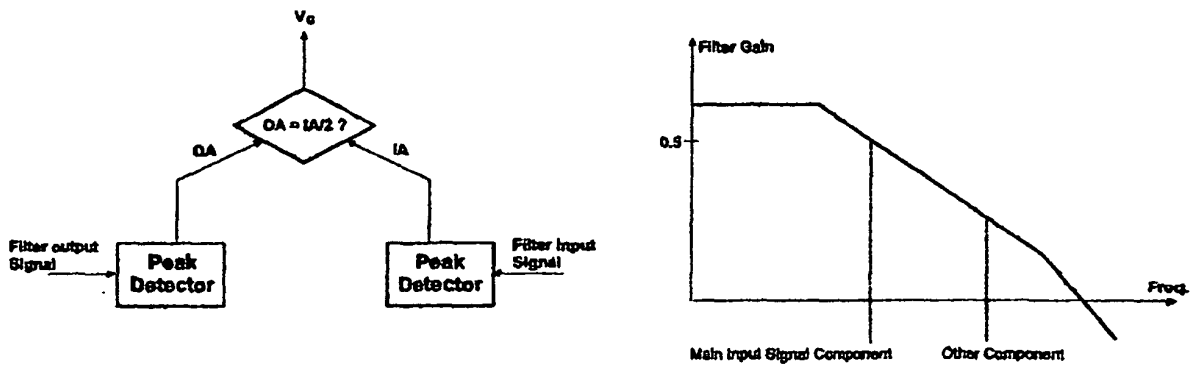 V_C
OA = IA/2 ?
OA
IA
Filter output
Signal
Peak
Detector
Peak
Detector
Filter Input
Signal
Filter Gain
0.5
Freq.
Main Input Signal Component
Other Component